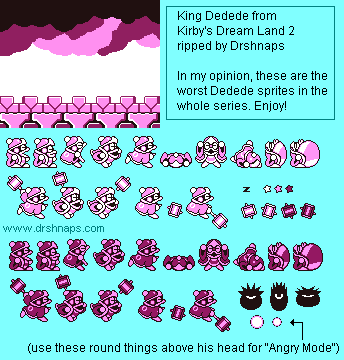 King Dedede from
Kirby's Dream Land 2
ripped by Drshnaps
In my opinion, these are the
worst Dedede sprites in the
whole series. Enjoy!
z
www.drshnaps.com
(use these round things above his head for "Angry Mode")